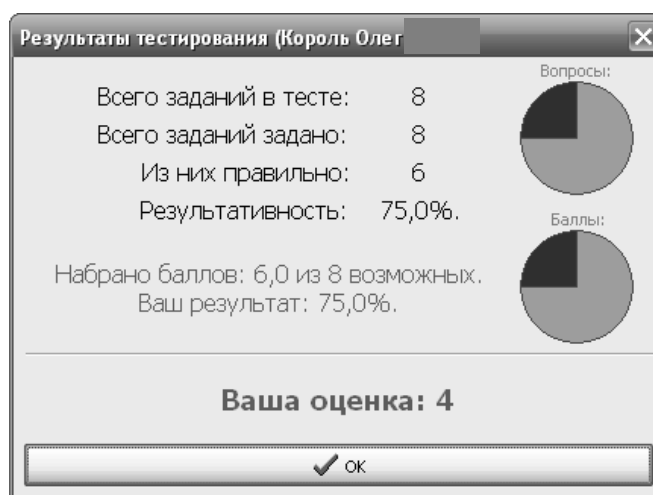 Результаты тестирования (Король Олег
Всего заданий в тесте: 8
Всего заданий задано: 8
Из них правильно: 6
Результативность: 75,0%.
Набрано баллов: 6,0 из 8 возможных.
Ваш результат: 75,0%.
Вопросы:
Баллы:
Ваша оценка: 4
ОК